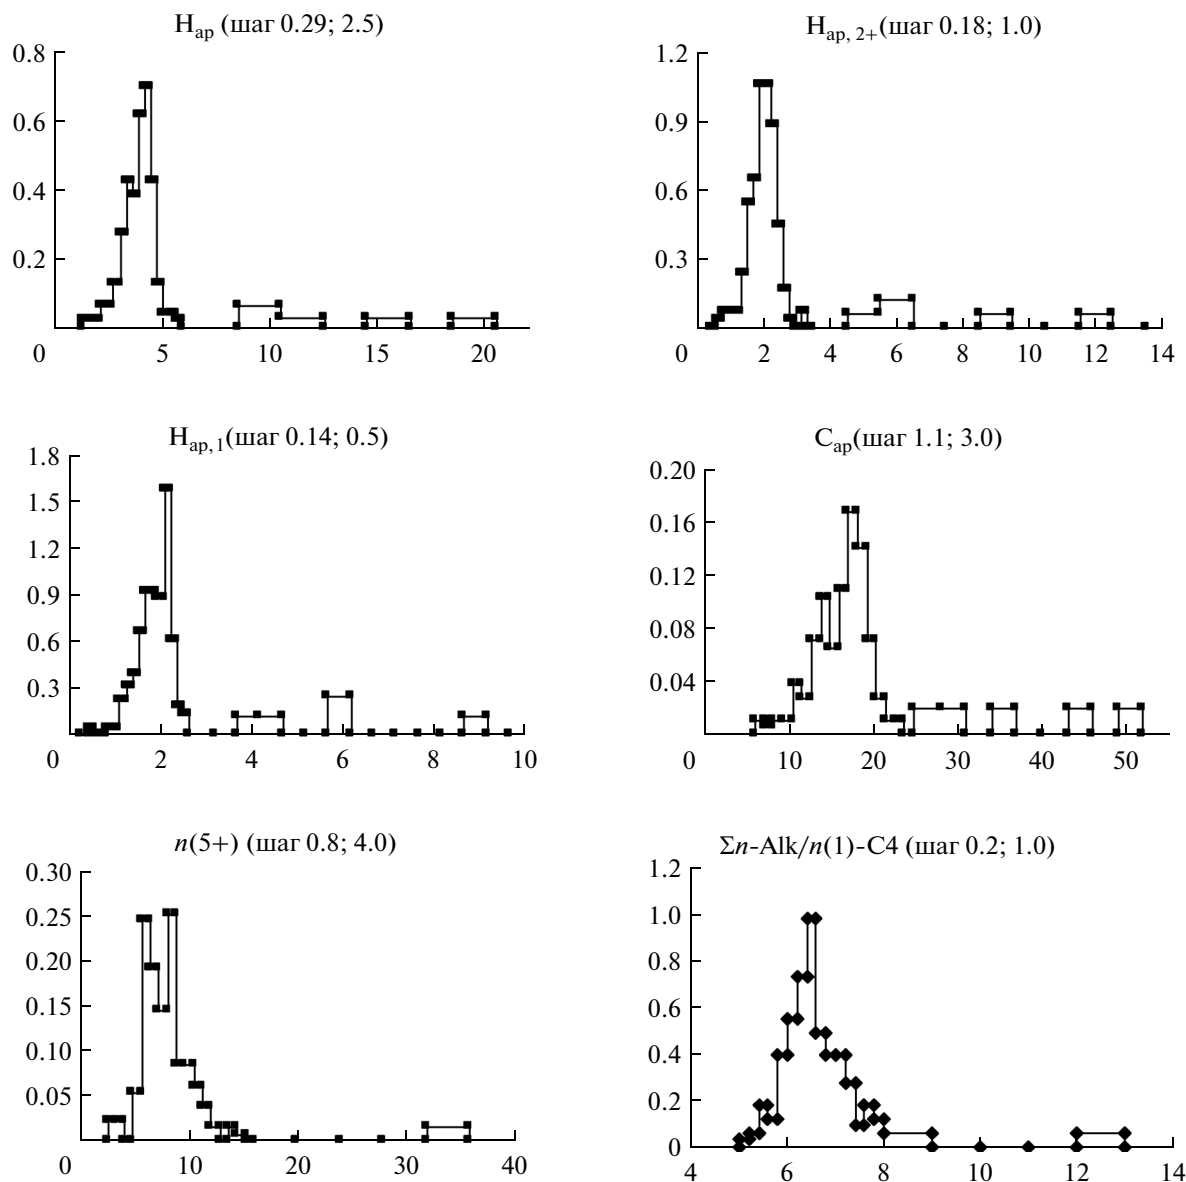 H_ap (шаг 0.29; 2.5)
0.8
0.6
0.4
0.2
0 5 10 15 20
H_ap, 2+(шаг 0.18; 1.0)
1.2
0.9
0.6
0.3
0 2 4 6 8 10 12 14
H_ap, 1(шаг 0.14; 0.5)
1.8
1.5
1.2
0.9
0.6
0.3
0 2 4 6 8 10
C_ap(шаг 1.1; 3.0)
0.20
0.16
0.12
0.08
0.04
0 10 20 30 40 50
n(5+) (шаг 0.8; 4.0)
0.30
0.25
0.20
0.15
0.10
0.05
0 10 20 30 40
Σn-Alk/n(1)-C4 (шаг 0.2; 1.0)
1.2
1.0
0.8
0.6
0.4
0.2
0
4 6 8 10 12 14